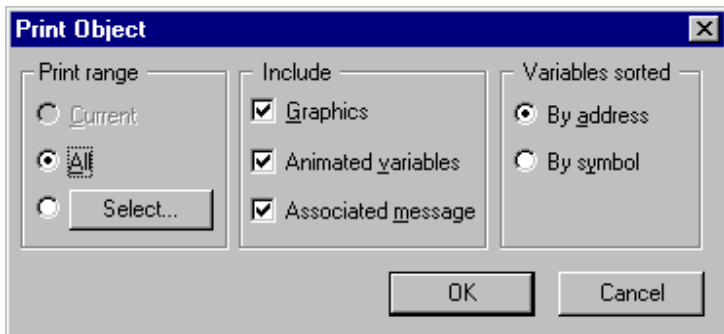 Print Object
Print range
Current
All
Select...
Include
Graphics
Animated variables
Associated message
Variables sorted
By address
By symbol
OK
Cancel